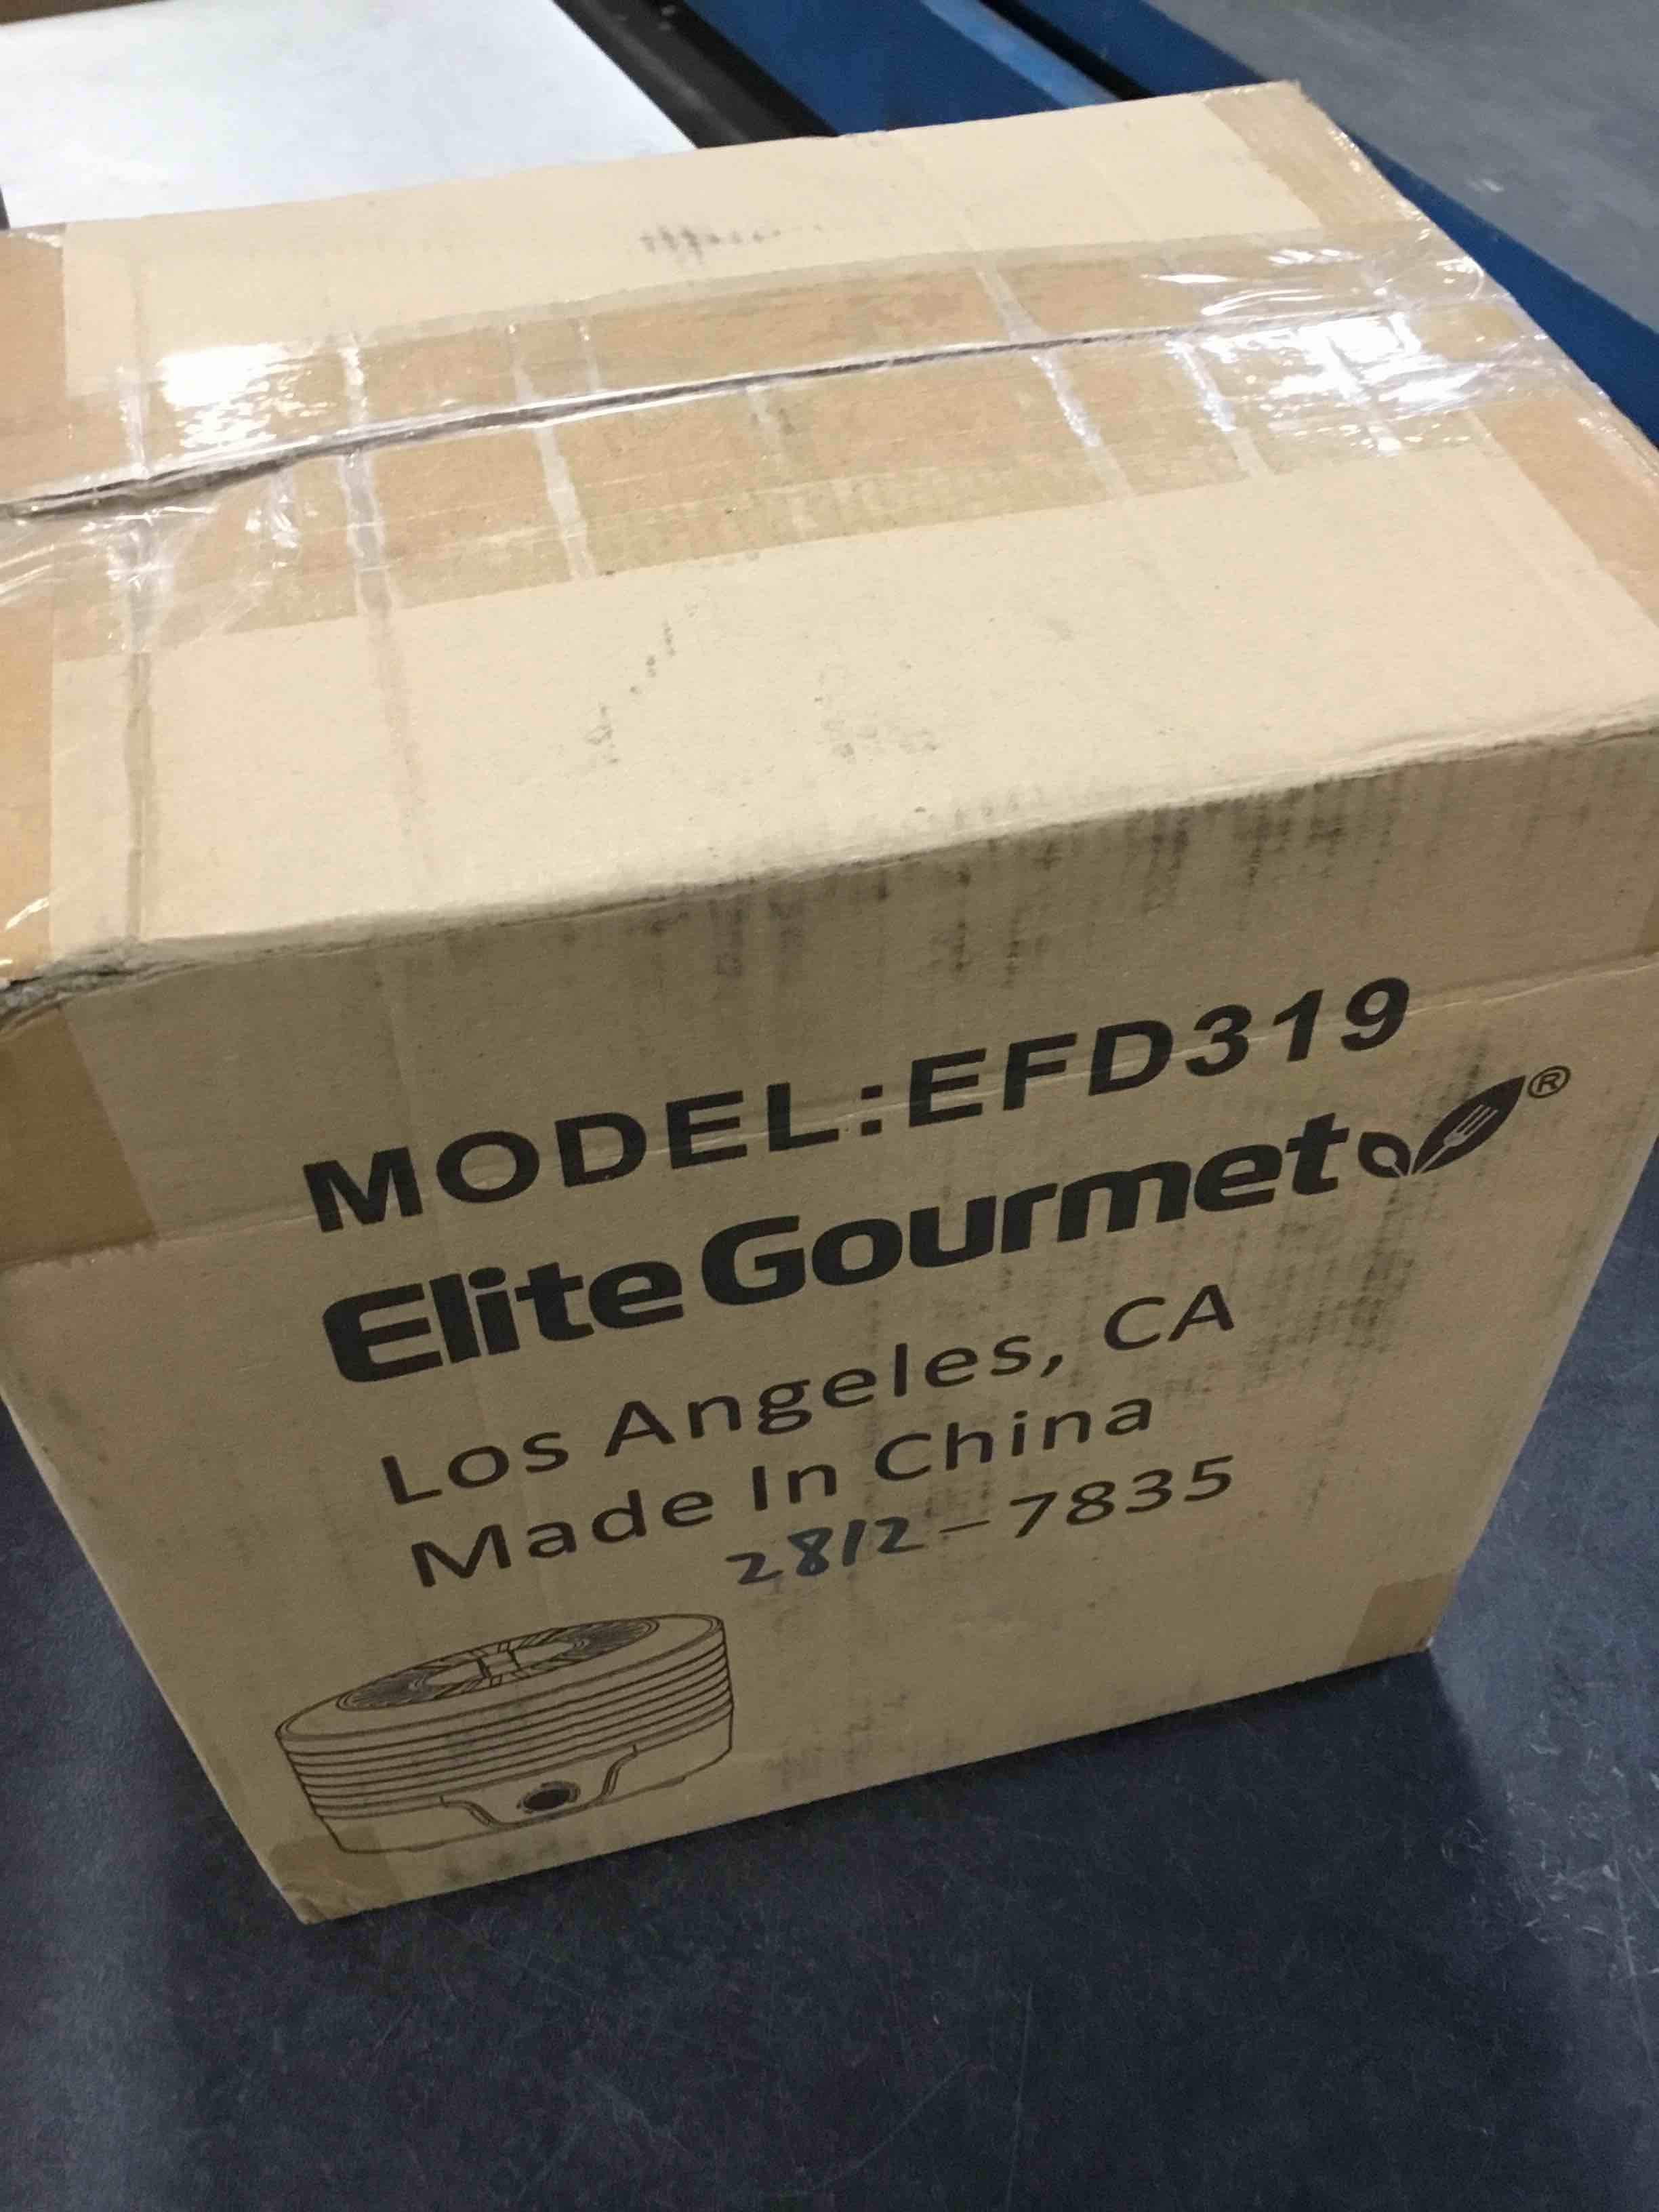 MODEL:EFD319
Elite Gourmet®
Los Angeles, CA
Made In China
2812-7835